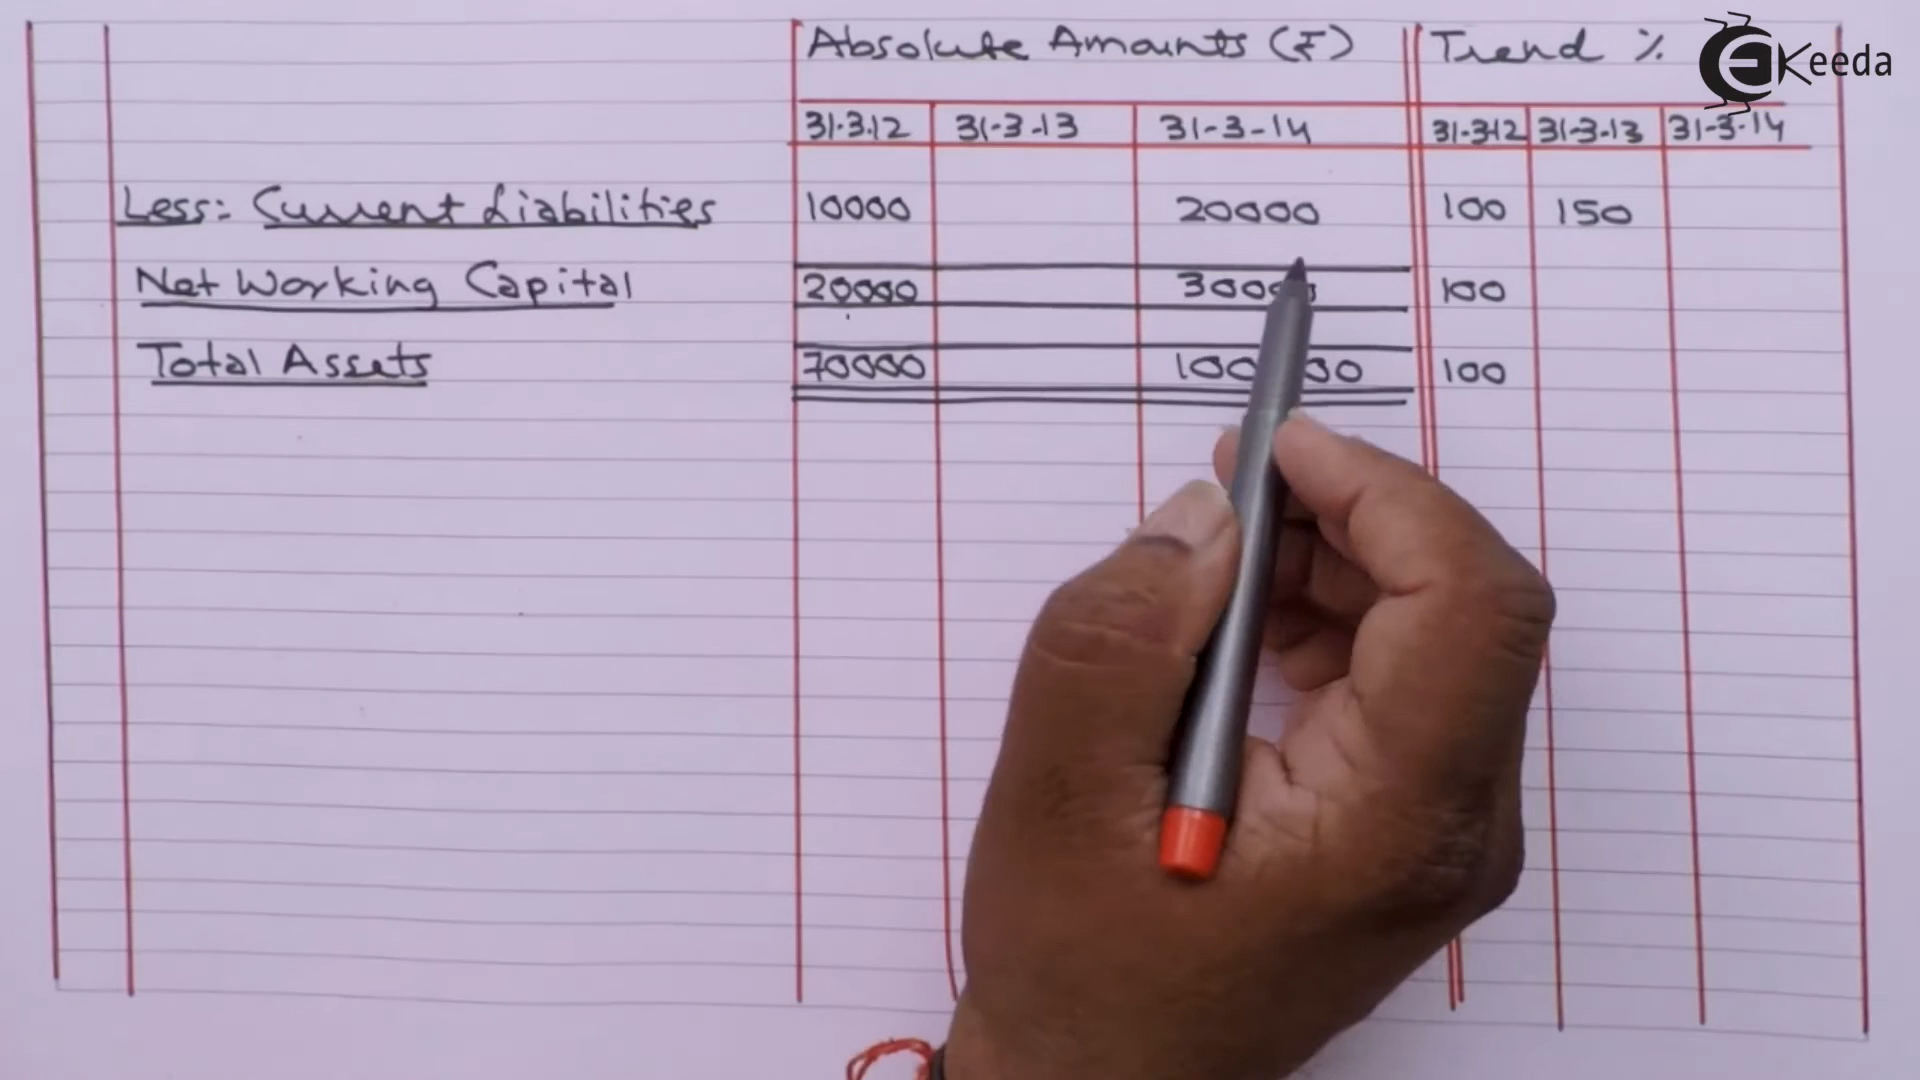 Absolute Amounts (₹) Trend %
Keeda
31.3.12 31-3-13 31-3-14 31-3-12 31-3-13 31-3-14
Less:- Current Liabilities 10000 20000 100 150
Net Working Capital 20000 100
Total Assets 70000 100